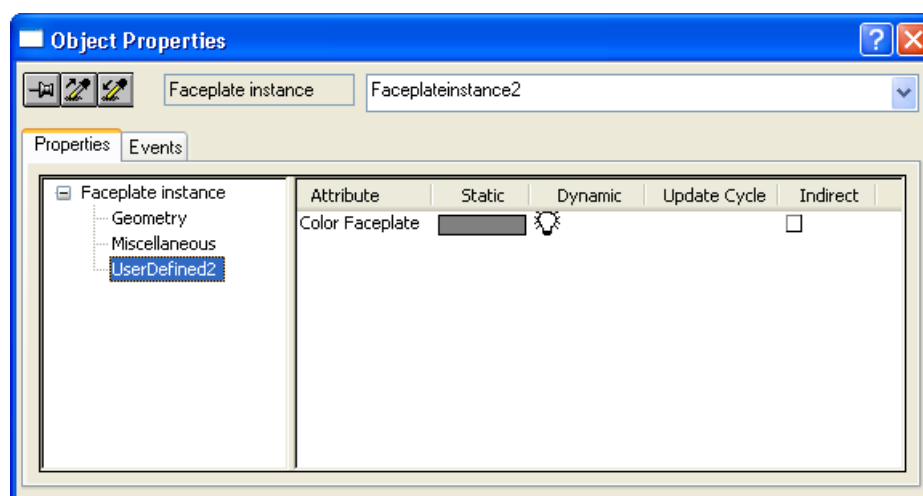 Object Properties
?
Faceplate instance Faceplateinstance2
Properties Events
Faceplate instance
Geometry
Miscellaneous
UserDefined2
Attribute Static Dynamic Update Cycle Indirect
Color Faceplate